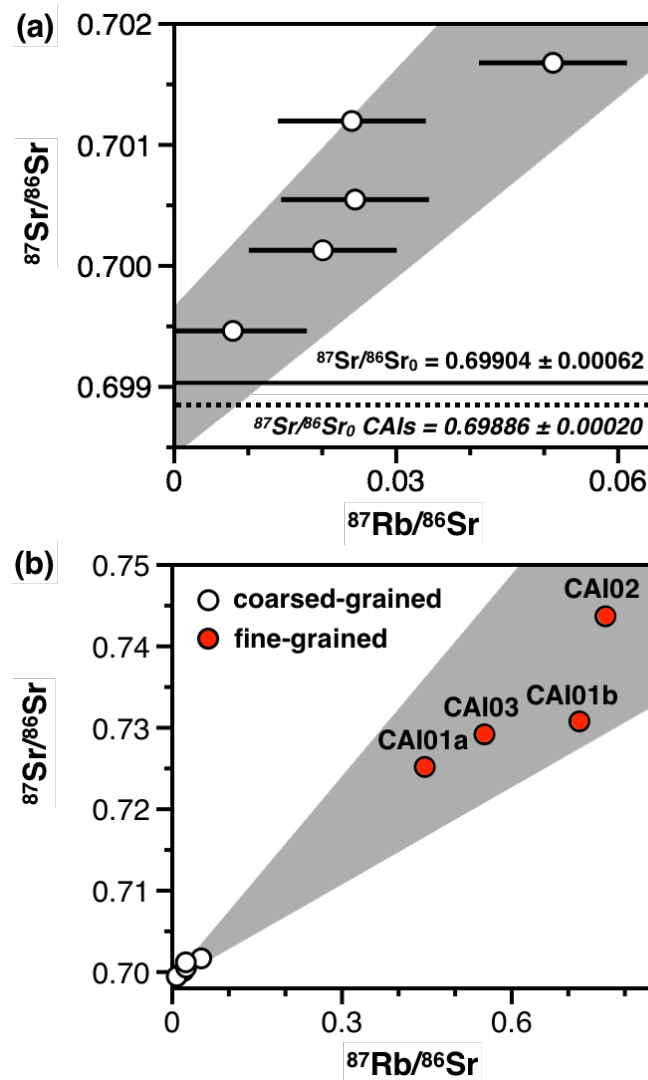 (a)
0.702
0.701
0.700
0.699
⁸⁷Sr/⁸⁶Sr
⁸⁷Sr/⁸⁶Sr₀ = 0.69904 ± 0.00062
⁸⁷Sr/⁸⁶Sr₀ CAIs = 0.69886 ± 0.00020
0
0.03
0.06
⁸⁷Rb/⁸⁶Sr
(b)
0.75
0.74
0.73
0.72
0.71
0.70
⁸⁷Sr/⁸⁶Sr
coarsed-grained
fine-grained
CAI02
CAI01b
CAI03
CAI01a
0
0.3
0.6
⁸⁷Rb/⁸⁶Sr